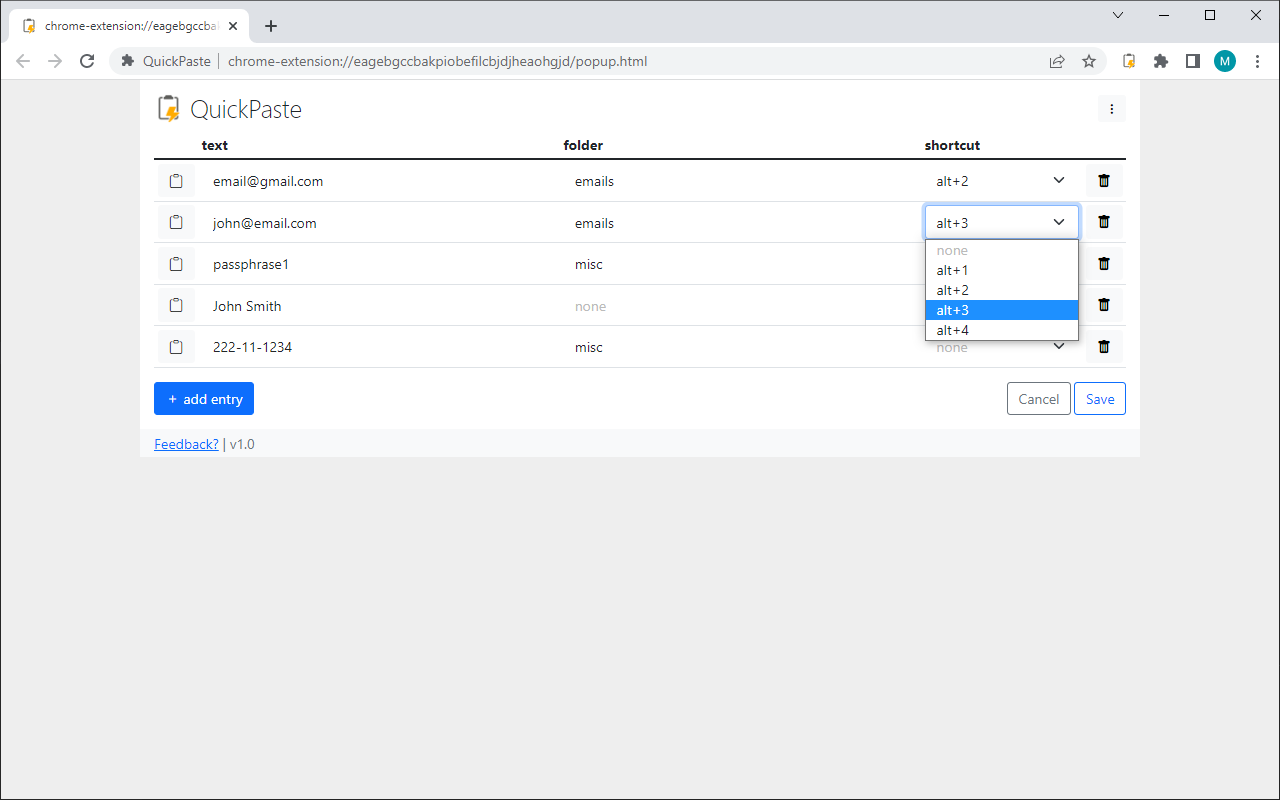 chrome-extension://eagebgccba
QuickPaste | chrome-extension://eagebgccbakpiobefilcbjdjheaohgjd/popup.html
M
QuickPaste
text folder shortcut
email@gmail.com emails alt+2
john@email.com emails alt+3
none
alt+1
alt+2
alt+3
alt+4
passphrase1 misc
John Smith none
222-11-1234 misc none
+ add entry Cancel Save
Feedback? | v1.0